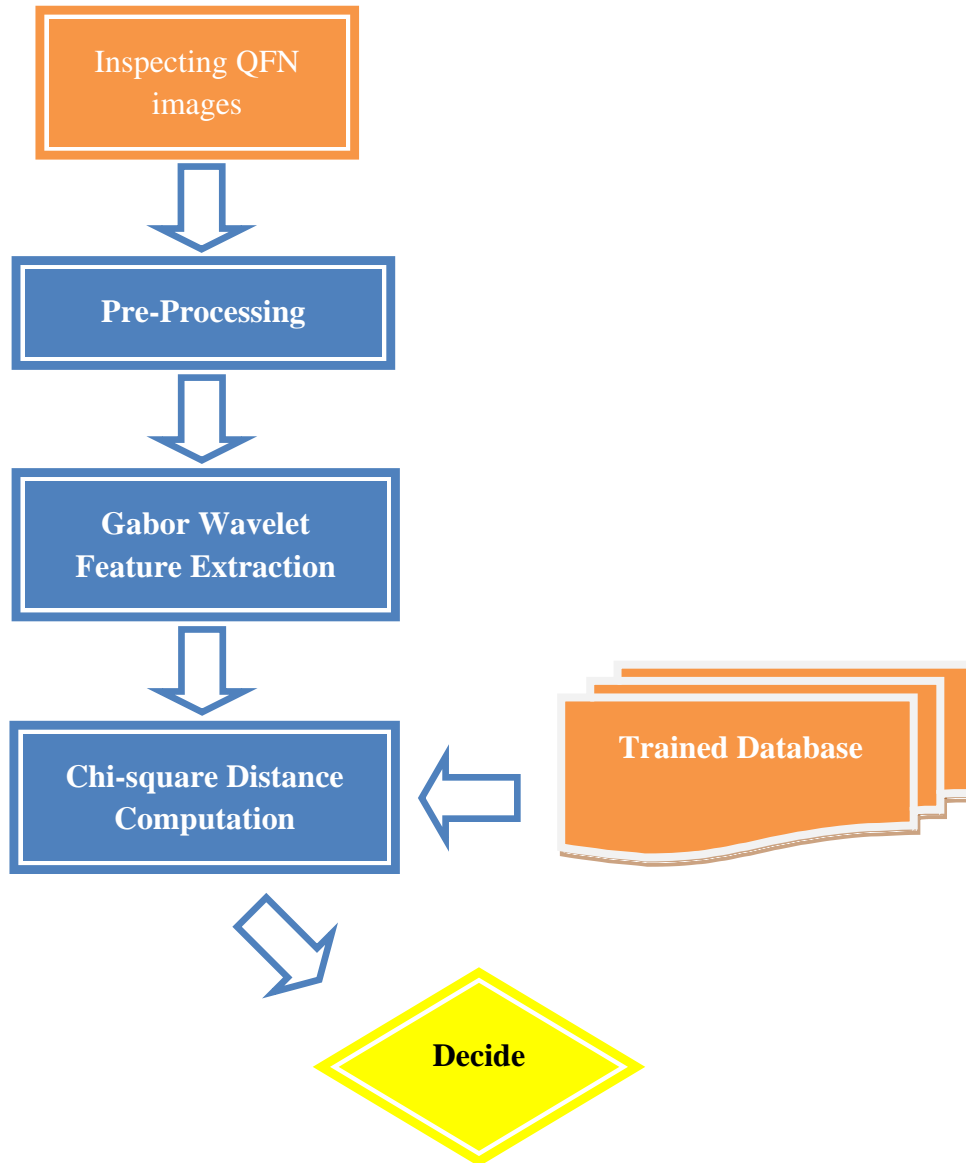 Inspecting QFN
images
Pre-Processing
Gabor Wavelet
Feature Extraction
Chi-square Distance
Computation
Trained Database
Decide